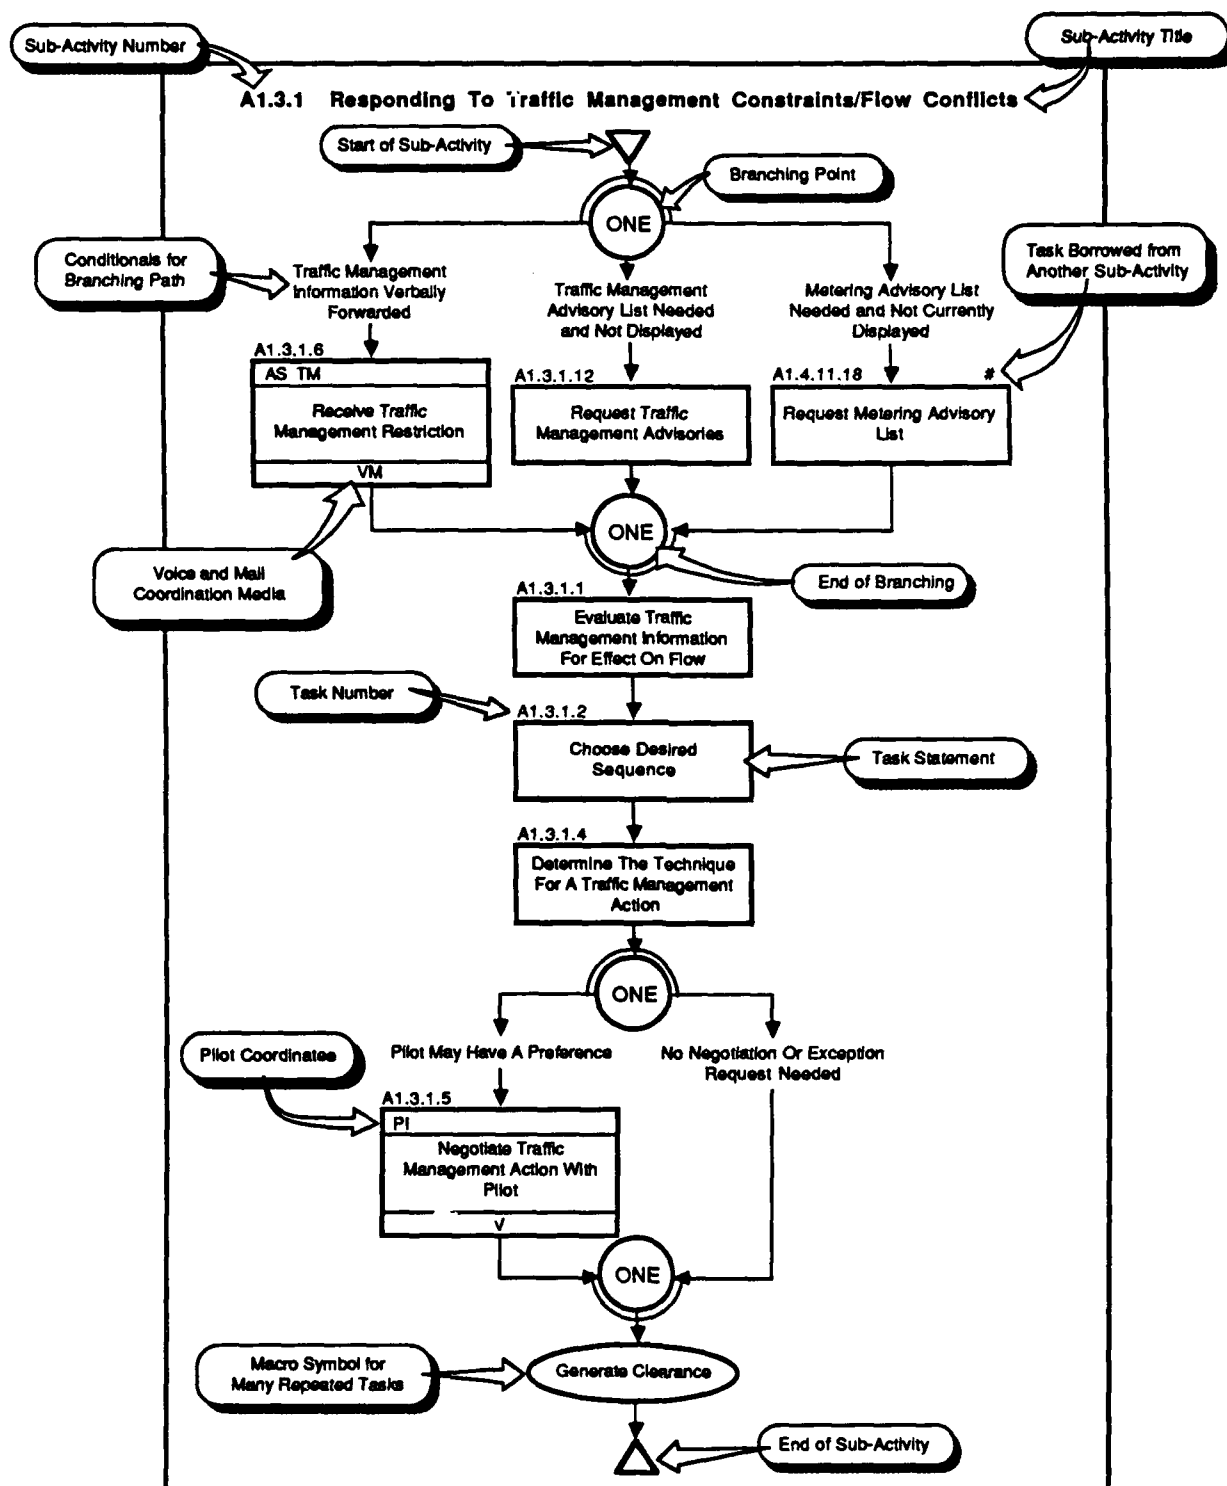 Sub-Activity Number
Sub-Activity Title
A1.3.1 Responding To Traffic Management Constraints/Flow Conflicts
Start of Sub-Activity
Branching Point
ONE
Conditionals for
Branching Path
Task Borrowed from
Another Sub-Activity
Traffic Management
Information Verbally
Forwarded
Traffic Management
Advisory List Needed
and Not Displayed
Metering Advisory List
Needed and Not Currently
Displayed
A1.3.1.6
AS TM
Receive Traffic
Management Restriction
VM
A1.3.1.12
Request Traffic
Management Advisories
A1.4.11.18 #
Request Metering Advisory
List
ONE
Voice and Mail
Coordination Media
End of Branching
A1.3.1.1
Evaluate Traffic
Management Information
For Effect On Flow
Task Number
A1.3.1.2
Choose Desired
Sequence
Task Statement
A1.3.1.4
Determine The Technique
For A Traffic Management
Action
ONE
Pilot Coordinates
Pilot May Have A Preference
No Negotiation Or Exception
Request Needed
A1.3.1.5
PI
Negotiate Traffic
Management Action With
Pilot
V
ONE
Macro Symbol for
Many Repeated Tasks
Generate Clearance
End of Sub-Activity